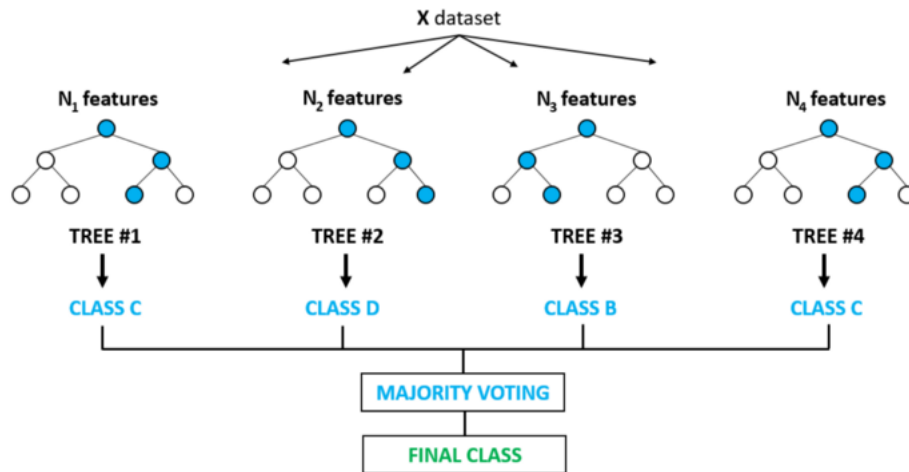 X dataset
N₁ features
N₂ features
N₃ features
N₄ features
TREE #1
TREE #2
TREE #3
TREE #4
CLASS C
CLASS D
CLASS B
CLASS C
MAJORITY VOTING
FINAL CLASS